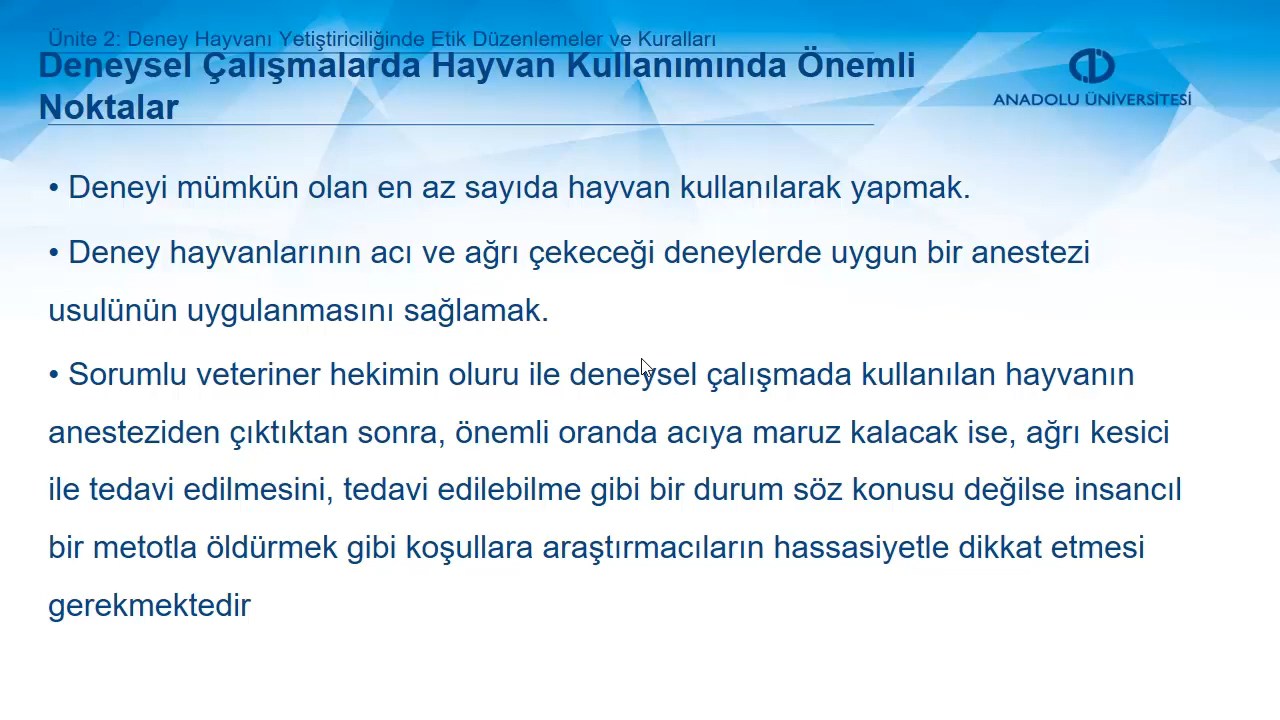 Ünite 2: Deney Hayvanı Yetiştiriciliğinde Etik Düzenlemeler ve Kuralları
Deneysel Çalışmalarda Hayvan Kullanımında Önemli
Noktalar
ANADOLU ÜNİVERSİTESİ
• Deneyi mümkün olan en az sayıda hayvan kullanılarak yapmak.
• Deney hayvanlarının acı ve ağrı çekeceği deneylerde uygun bir anestezi
usulünün uygulanmasını sağlamak.
• Sorumlu veteriner hekimin oluru ile deneysel çalışmada kullanılan hayvanın
anesteziden çıktıktan sonra, önemli oranda acıya maruz kalacak ise, ağrı kesici
ile tedavi edilmesini, tedavi edilebilme gibi bir durum söz konusu değilse insancıl
bir metotla öldürmek gibi koşullara araştırmacıların hassasiyetle dikkat etmesi
gerekmektedir